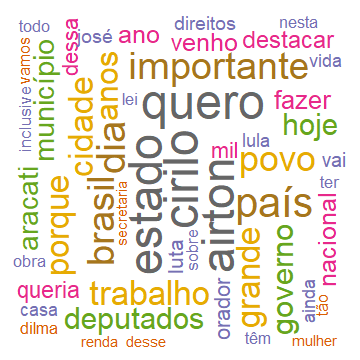 todo
josé
ano
direitos
nesta
dessa
venho
destacar
vamos
inclusive
município
cidade
anos
importante
vida
lei
quero
fazer
dia
hoje
mil
lula
povo
vai
aracati
porque
brasil
secretaria
estado
cirilo
airton
país
ter
nacional
luta
sobre
obra
queria
trabalho
orador
grande
governo
ainda
tão
casa
dilma
deputados
renda
desse
têm
mulher